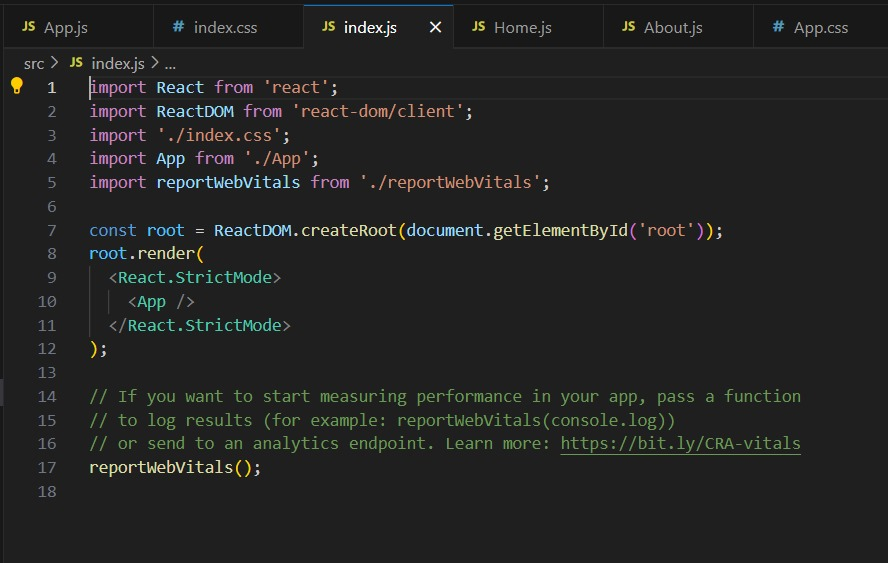 JS App.js # index.css JS index.js × JS Home.js JS About.js # App.css
src > JS index.js > ...
1 import React from 'react';
2 import ReactDOM from 'react-dom/client';
3 import './index.css';
4 import App from './App';
5 import reportWebVitals from './reportWebVitals';
6
7 const root = ReactDOM.createRoot(document.getElementById('root'));
8 root.render(
9   <React.StrictMode>
10     <App />
11   </React.StrictMode>
12 );
13
14 // If you want to start measuring performance in your app, pass a function
15 // to log results (for example: reportWebVitals(console.log))
16 // or send to an analytics endpoint. Learn more: https://bit.ly/CRA-vitals
17 reportWebVitals();
18